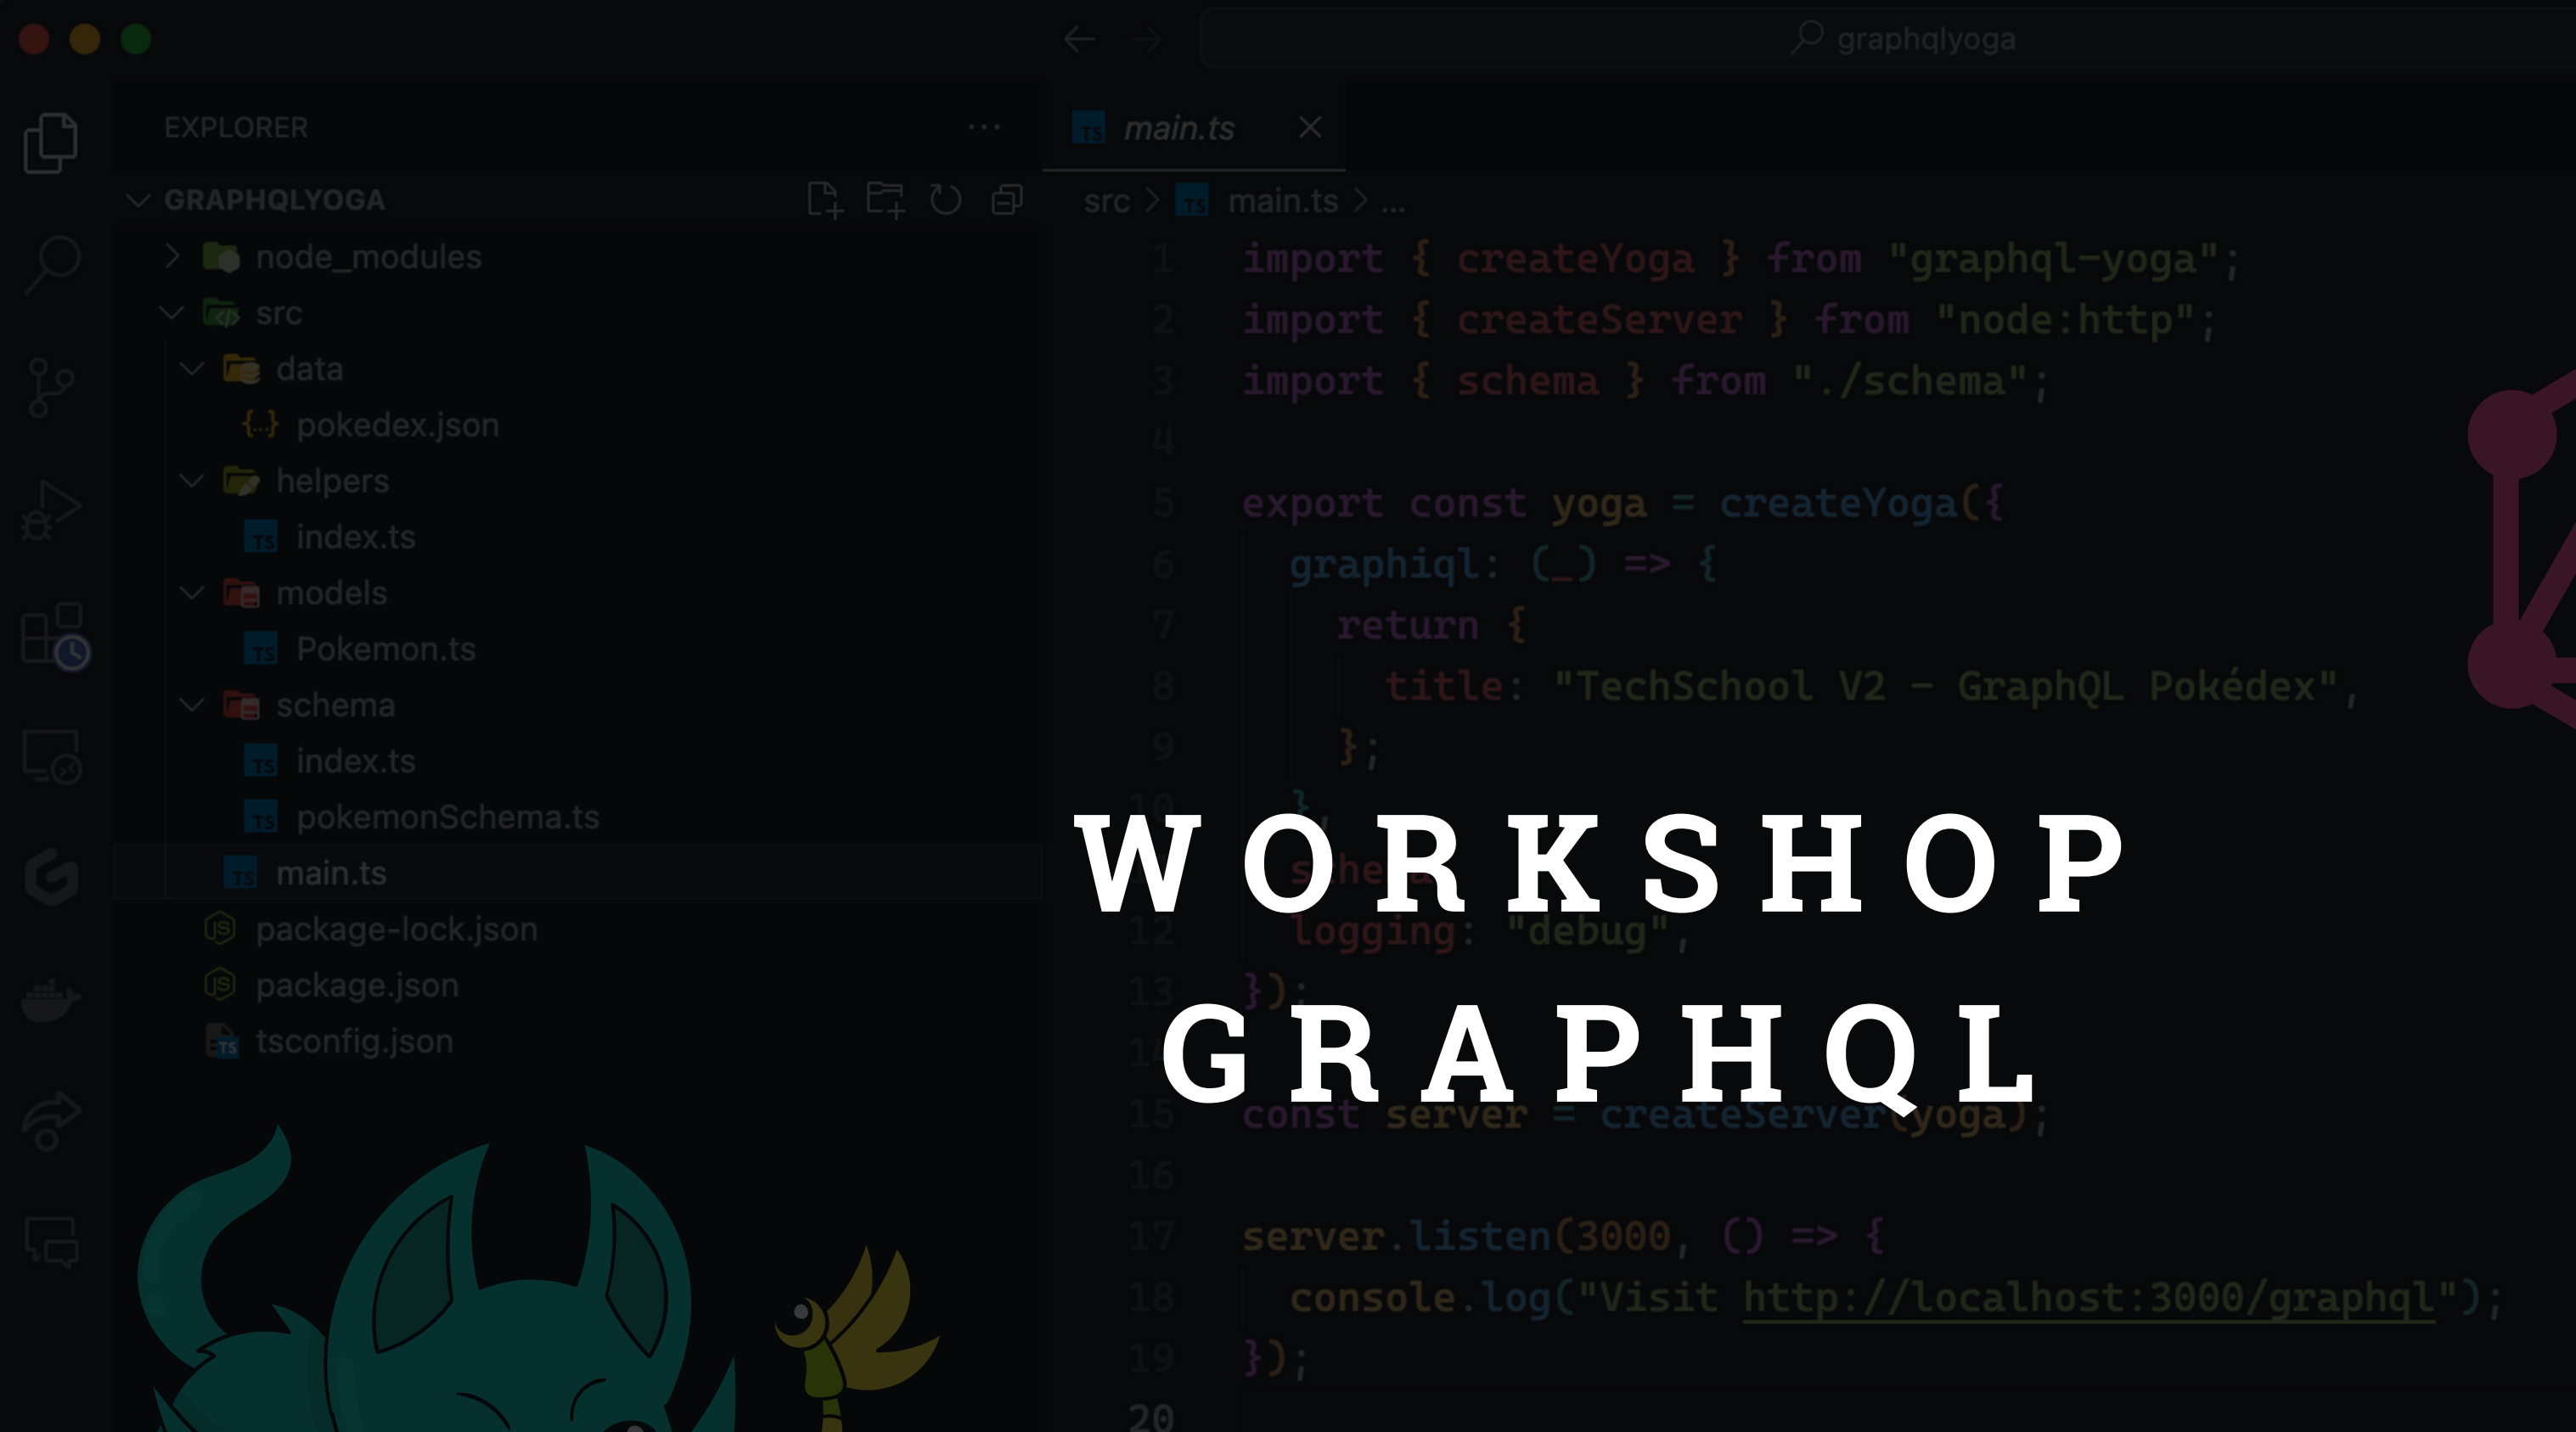 graphqlyoga
EXPLORER
GRAPHQLYOGA
node_modules
src
data
pokedex.json
helpers
index.ts
models
Pokemon.ts
schema
index.ts
pokemonSchema.ts
main.ts
package-lock.json
package.json
tsconfig.json
main.ts
src > main.ts > ...
1 import { createYoga } from "graphql-yoga";
2 import { createServer } from "node:http";
3 import { schema } from "./schema";
4
5 export const yoga = createYoga({
6 graphiql: (_) => {
7 return {
8 title: "TechSchool V2 - GraphQL Pokédex",
9 };
10 },
schema
12 logging: "debug",
13 });
14
15 const server = createServer(yoga);
16
17 server.listen(3000, () => {
18 console.log("Visit http://localhost:3000/graphql");
19 });
20
WORKSHOP
GRAPHQL